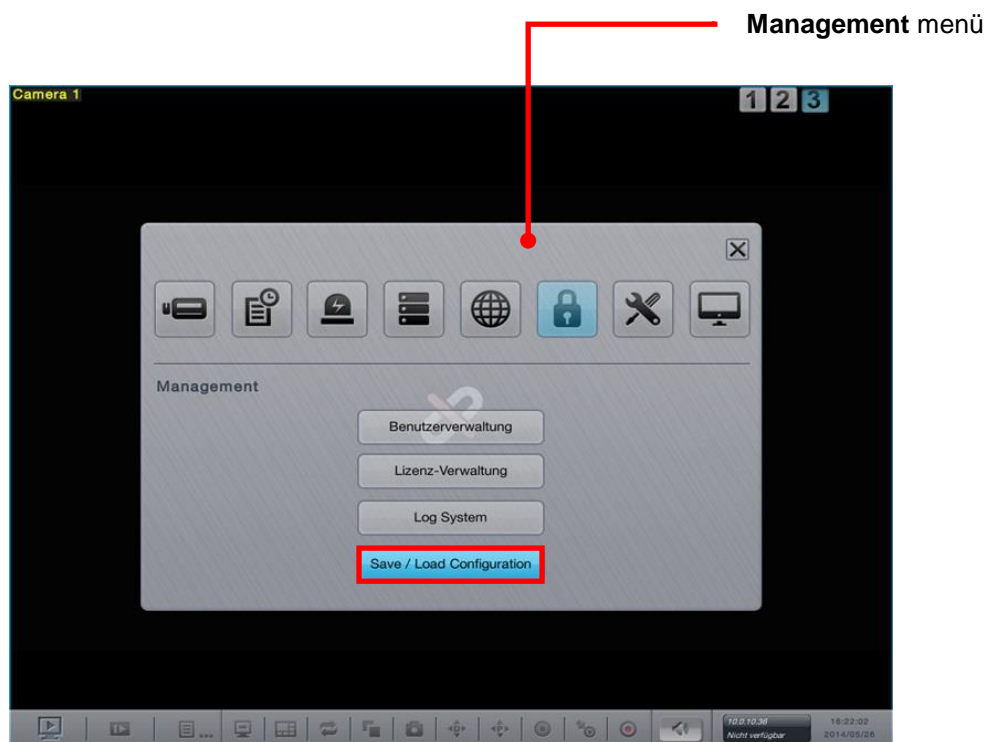 Management menü
Camera 1
1 2 3
Management
Benutzerverwaltung
Lizenz-Verwaltung
Log System
Save / Load Configuration
10.0.10.36
Nicht verfügbar
16:22:02
2014/05/26